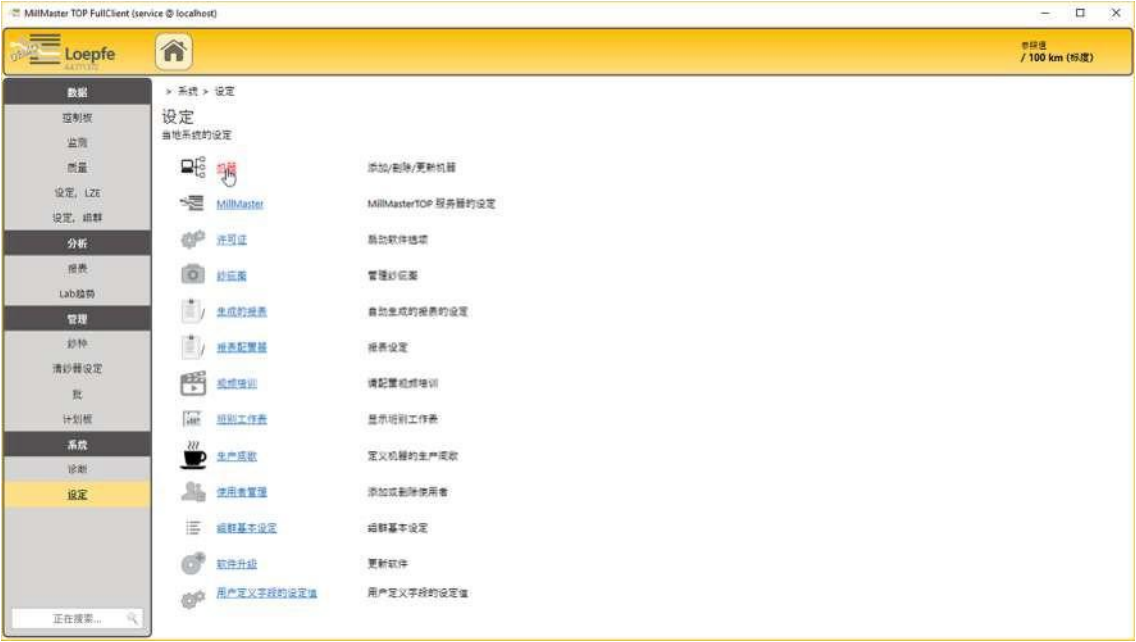 MillMaster TOP FullClient (service @ localhost)
Loepfe
参照值
/ 100 km (标度)
数据
控制板
监测
质量
设定, LZE
设定, 组群
分析
报表
Lab趋势
管理
纱种
清纱器设定
批
计划板
系统
诊断
设定
正在搜索...
> 系统 > 设定
设定
当地系统的设定
机器 添加/删除/更新机器
MillMaster MillMasterTOP 服务器的设定
许可证 启动软件选项
纱疵集 管理纱疵集
生成的报表 自动生成的报表的设定
报表配置器 报表设定
视频培训 请配置视频培训
班别工作表 显示班别工作表
生产间歇 定义机器的生产间歇
使用者管理 添加或删除使用者
组群基本设定 组群基本设定
软件升级 更新软件
用户定义字段的设定值 用户定义字段的设定值